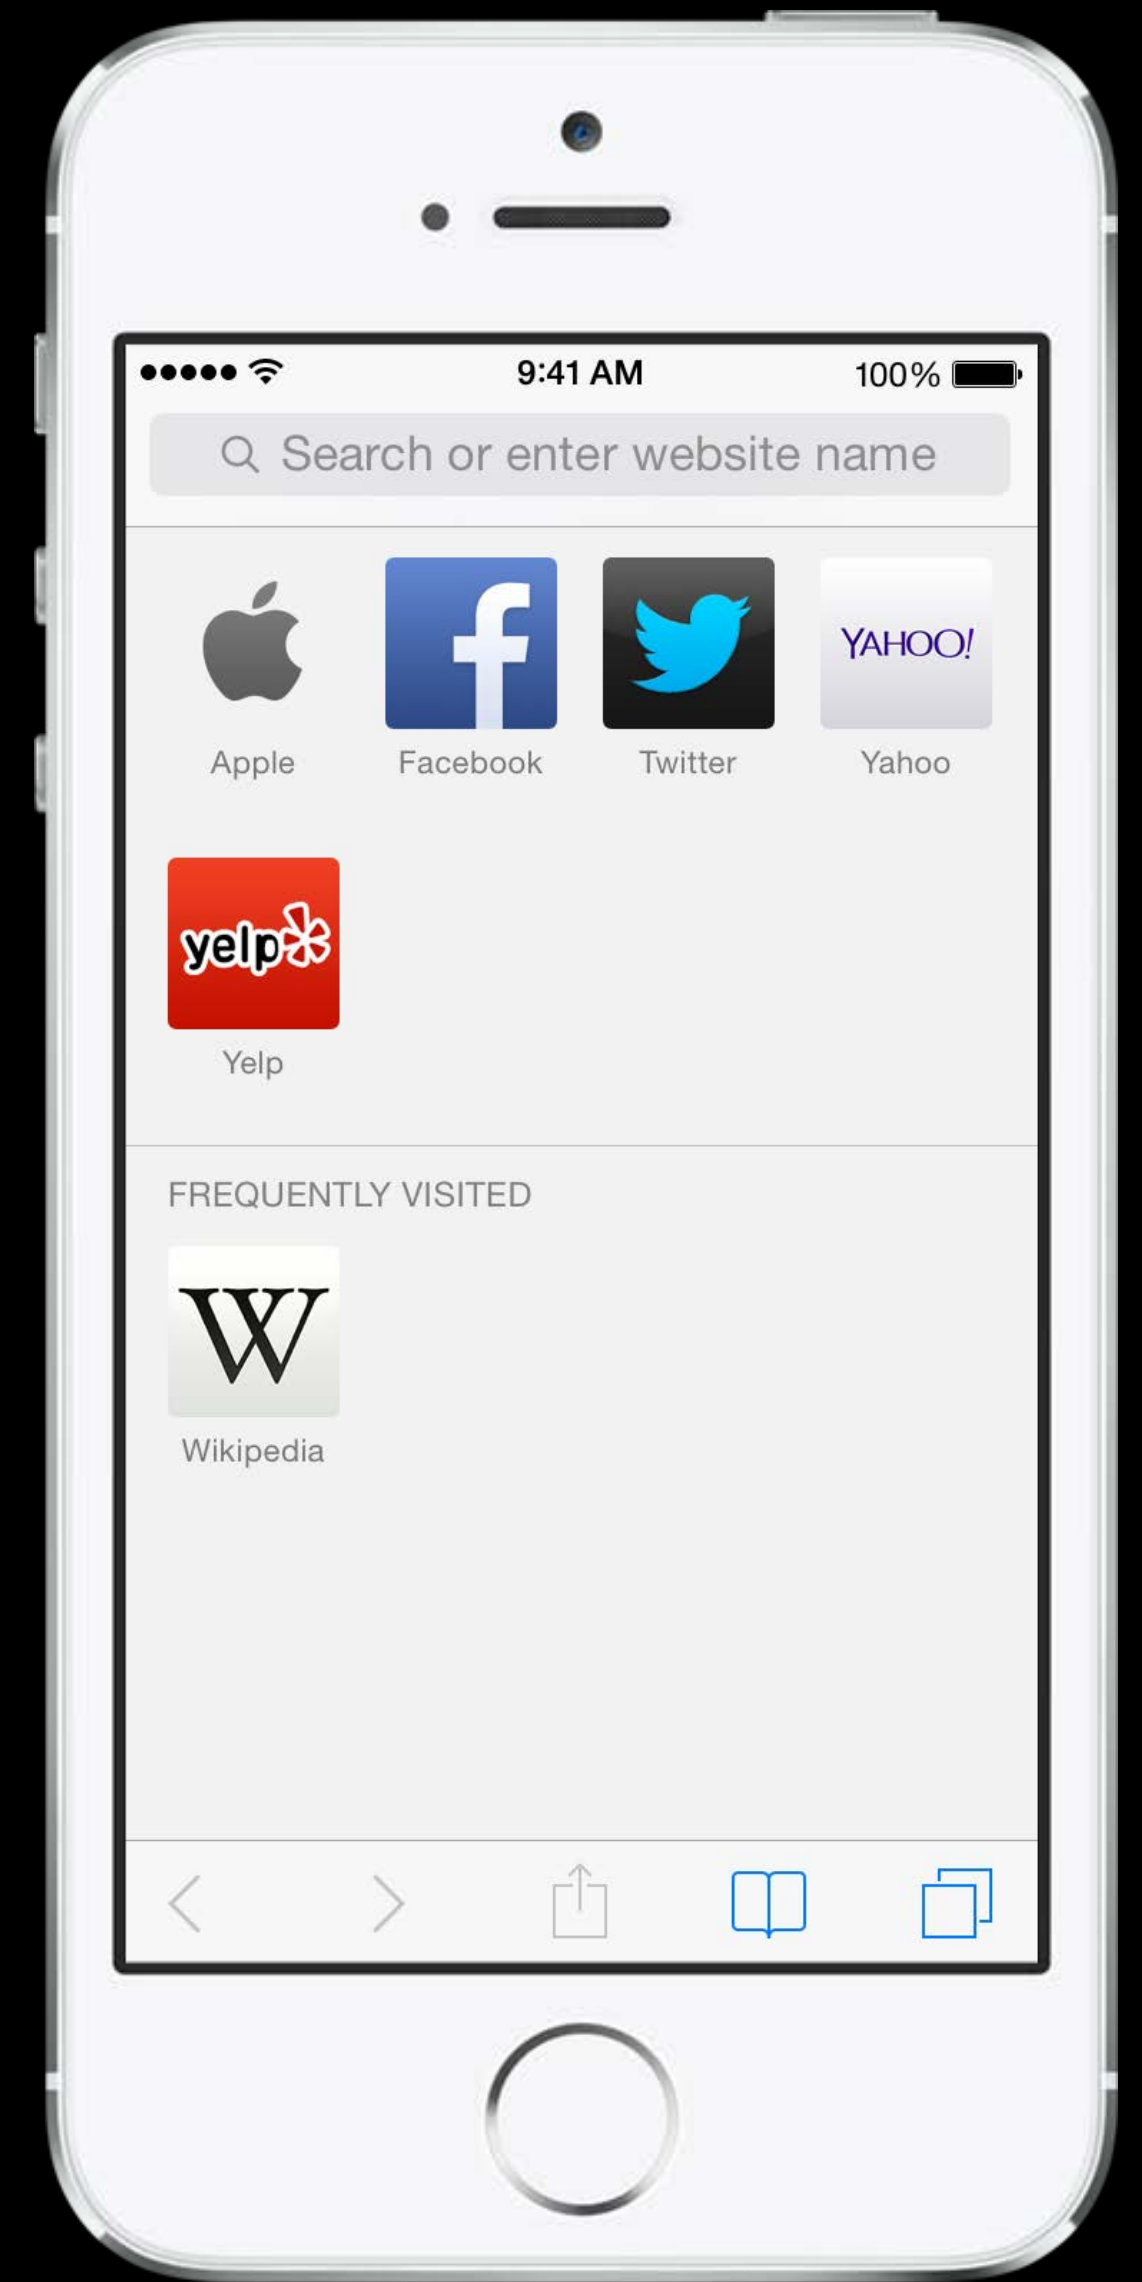 9:41 AM 100%
Search or enter website name
YAHOO!
Apple Facebook Twitter Yahoo
yelp
Yelp
FREQUENTLY VISITED
W
Wikipedia